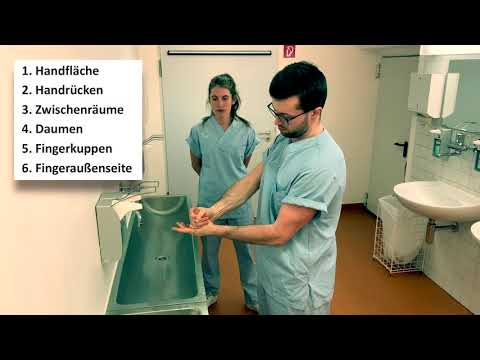 1. Handfläche
2. Handrücken
3. Zwischenräume
4. Daumen
5. Fingerkuppen
6. Fingeraußenseite